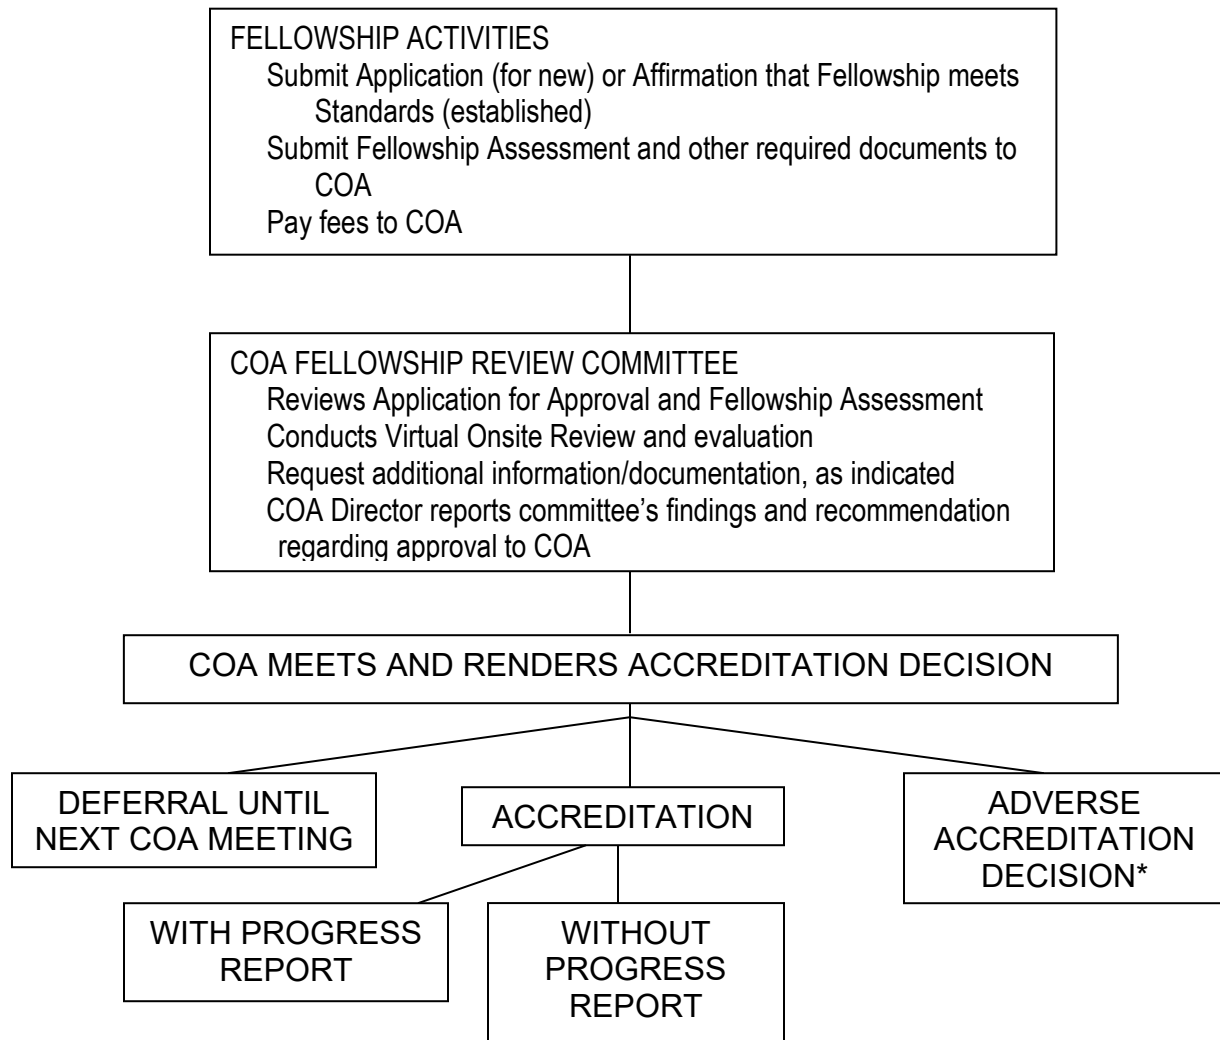 FELLOWSHIP ACTIVITIES
Submit Application (for new) or Affirmation that Fellowship meets
Standards (established)
Submit Fellowship Assessment and other required documents to
COA
Pay fees to COA
COA FELLOWSHIP REVIEW COMMITTEE
Reviews Application for Approval and Fellowship Assessment
Conducts Virtual Onsite Review and evaluation
Request additional information/documentation, as indicated
COA Director reports committee’s findings and recommendation
regarding approval to COA
COA MEETS AND RENDERS ACCREDITATION DECISION
DEFERRAL UNTIL
NEXT COA MEETING
ACCREDITATION
ADVERSE
ACCREDITATION
DECISION*
WITH PROGRESS
REPORT
WITHOUT
PROGRESS
REPORT